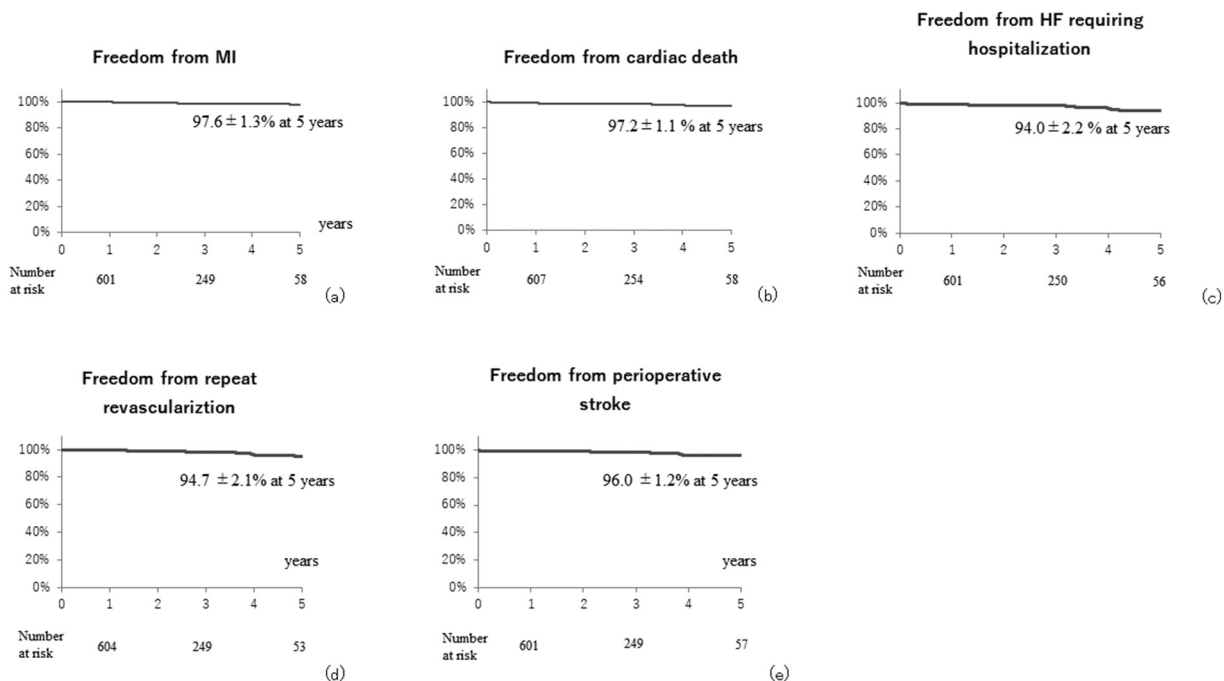 Freedom from MI
100%
80%
60%
40%
20%
0%
97.6 ± 1.3% at 5 years
years
0 1 2 3 4 5
Number
at risk
601 249 58
(a)
Freedom from cardiac death
100%
80%
60%
40%
20%
0%
97.2 ± 1.1 % at 5 years
0 1 2 3 4 5
Number
at risk
607 254 58
(b)
Freedom from HF requiring
hospitalization
100%
80%
60%
40%
20%
0%
94.0 ± 2.2 % at 5 years
0 1 2 3 4 5
Number
at risk
601 250 56
(c)
Freedom from repeat
revasculariztion
100%
80%
60%
40%
20%
0%
94.7 ± 2.1% at 5 years
years
0 1 2 3 4 5
Number
at risk
604 249 53
(d)
Freedom from perioperative
stroke
100%
80%
60%
40%
20%
0%
96.0 ± 1.2% at 5 years
years
0 1 2 3 4 5
Number
at risk
601 249 57
(e)